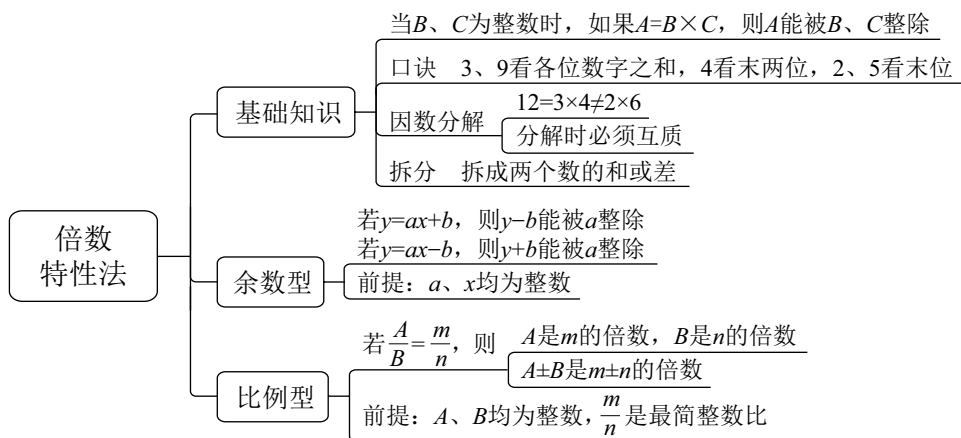 倍数
特性法
基础知识
当B、C为整数时，如果A=B×C，则A能被B、C整除
口诀 3、9看各位数字之和，4看末两位，2、5看末位
因数分解
12=3×4≠2×6
分解时必须互质
拆分 拆成两个数的和或差
余数型
若y=ax+b，则y−b能被a整除
若y=ax−b，则y+b能被a整除
前提：a、x均为整数
比例型
若A/B=m/n，则
A是m的倍数，B是n的倍数
A±B是m±n的倍数
前提：A、B均为整数，m/n是最简整数比